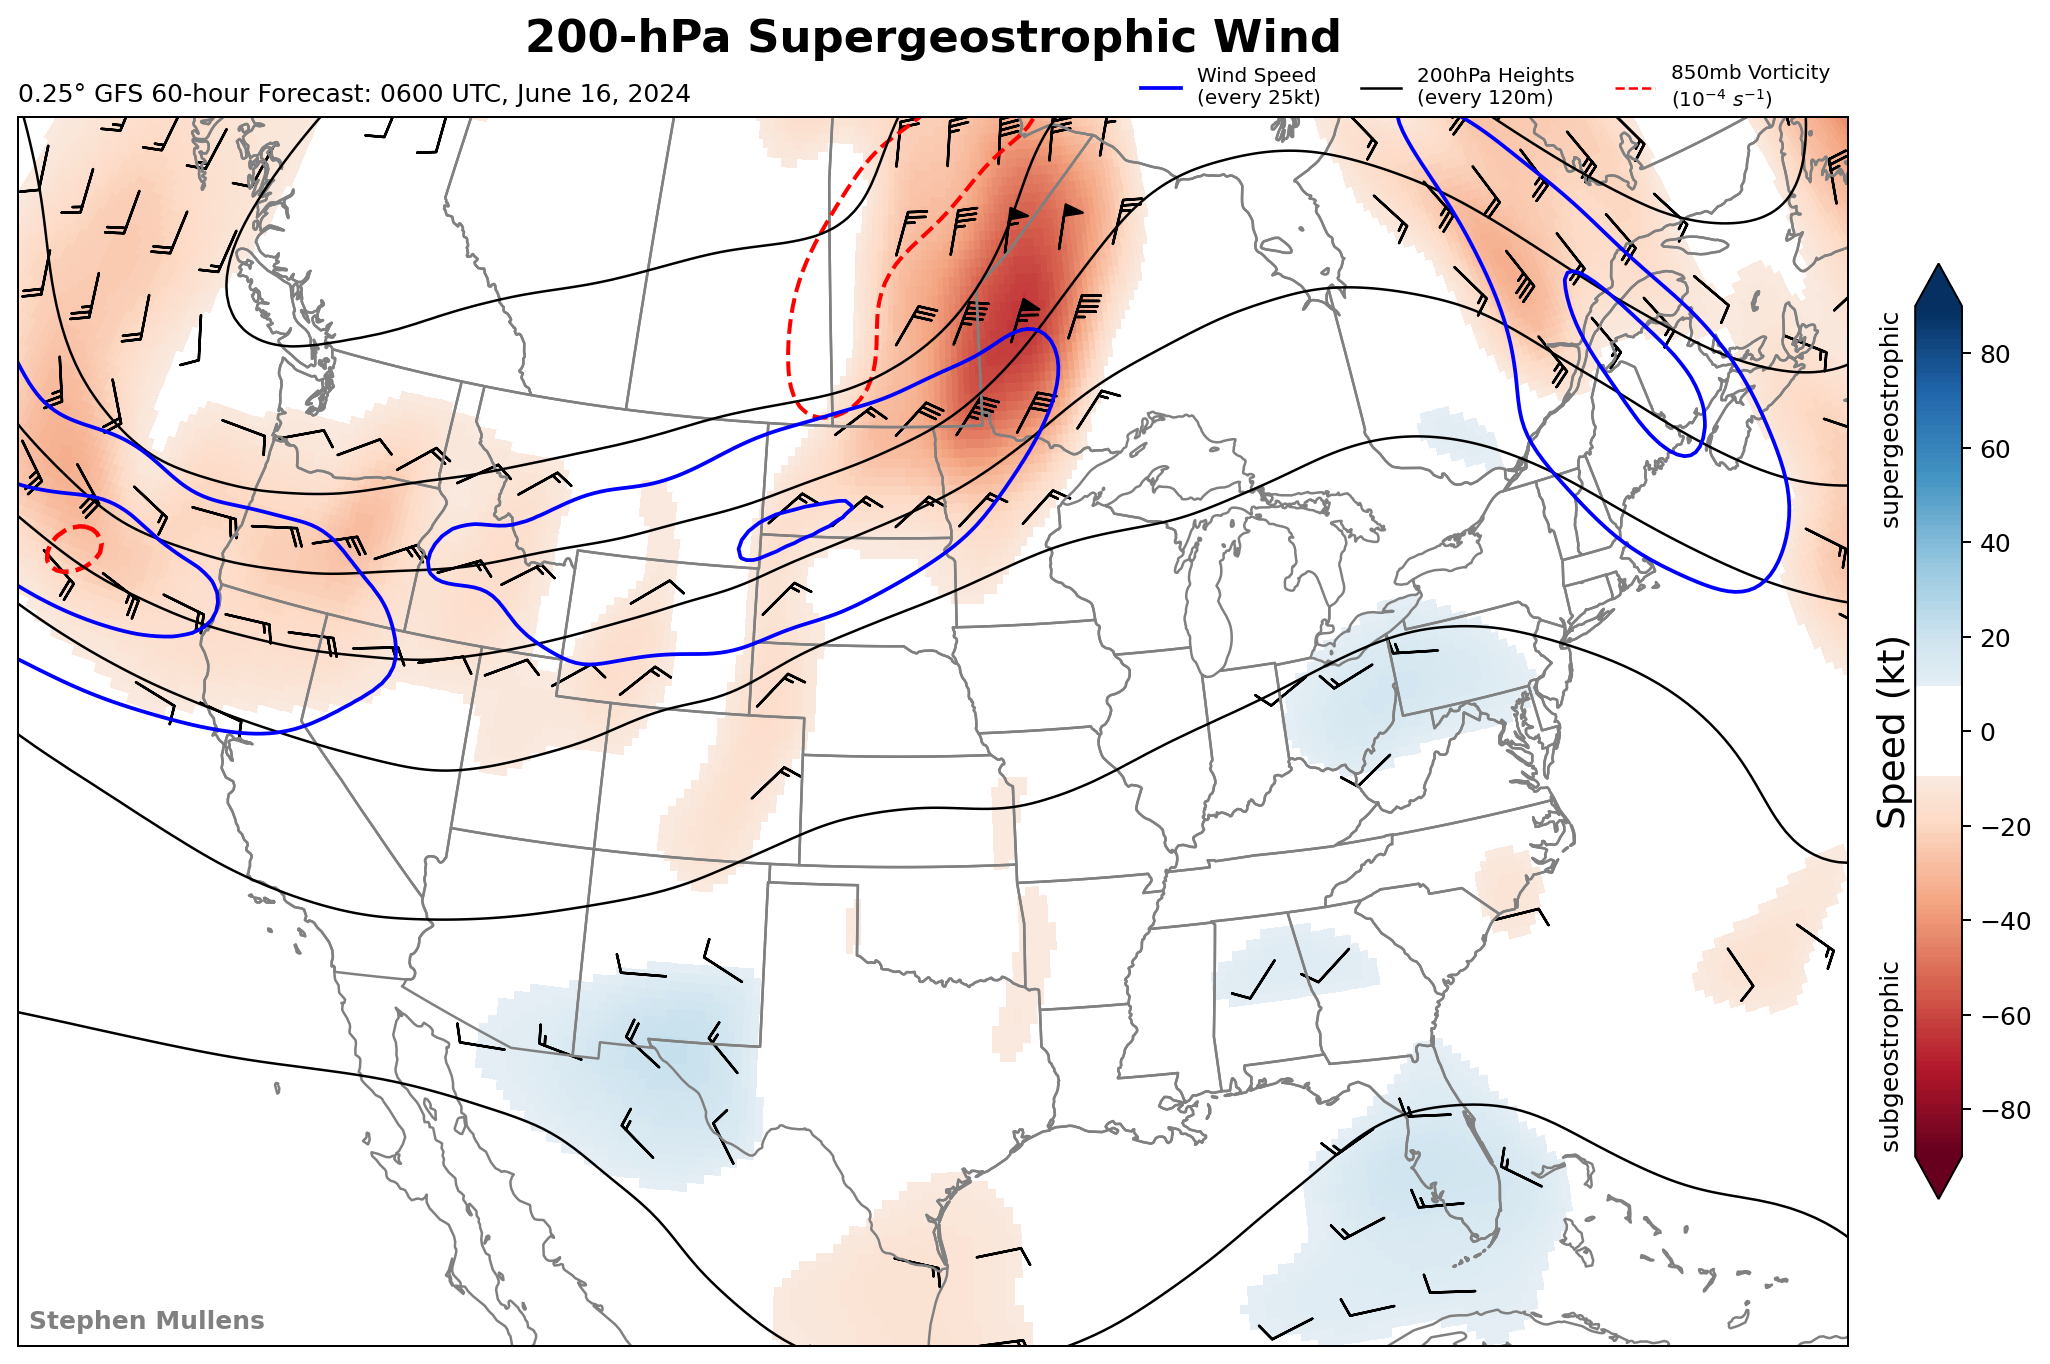 200-hPa Supergeostrophic Wind
0.25° GFS 60-hour Forecast: 0600 UTC, June 16, 2024
Wind Speed
(every 25kt)
200hPa Heights
(every 120m)
850mb Vorticity
(10⁻⁴ s⁻¹)
supergeostrophic
Speed (kt)
subgeostrophic
80
60
40
20
0
−20
−40
−60
−80
Stephen Mullens